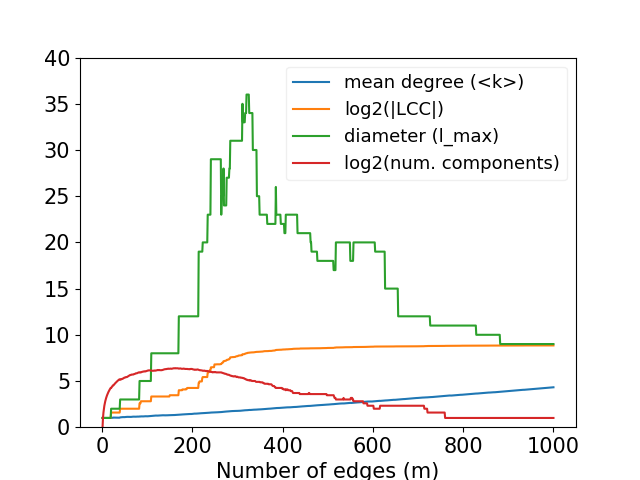 40
35
30
25
20
15
10
5
0
mean degree (<k>)
log2(|LCC|)
diameter (l_max)
log2(num. components)
0 200 400 600 800 1000
Number of edges (m)